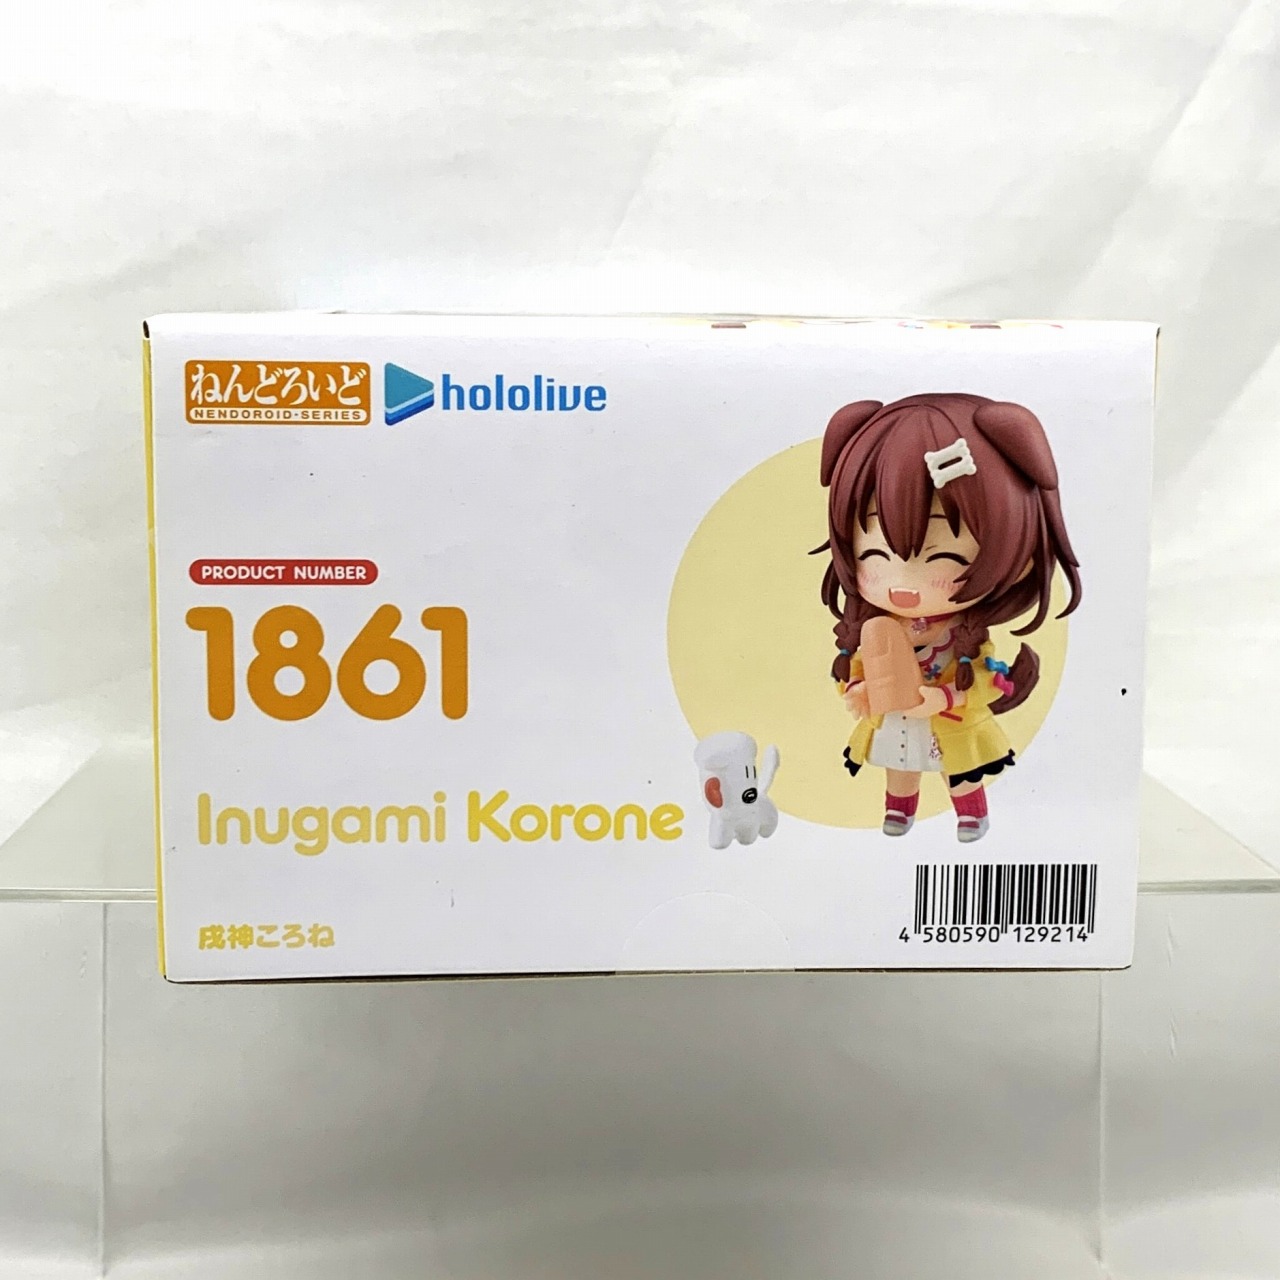 ねんどろいど
NENDOROID-SERIES
hololive
PRODUCT NUMBER
1861
Inugami Korone
戌神ころね
4 580590 129214